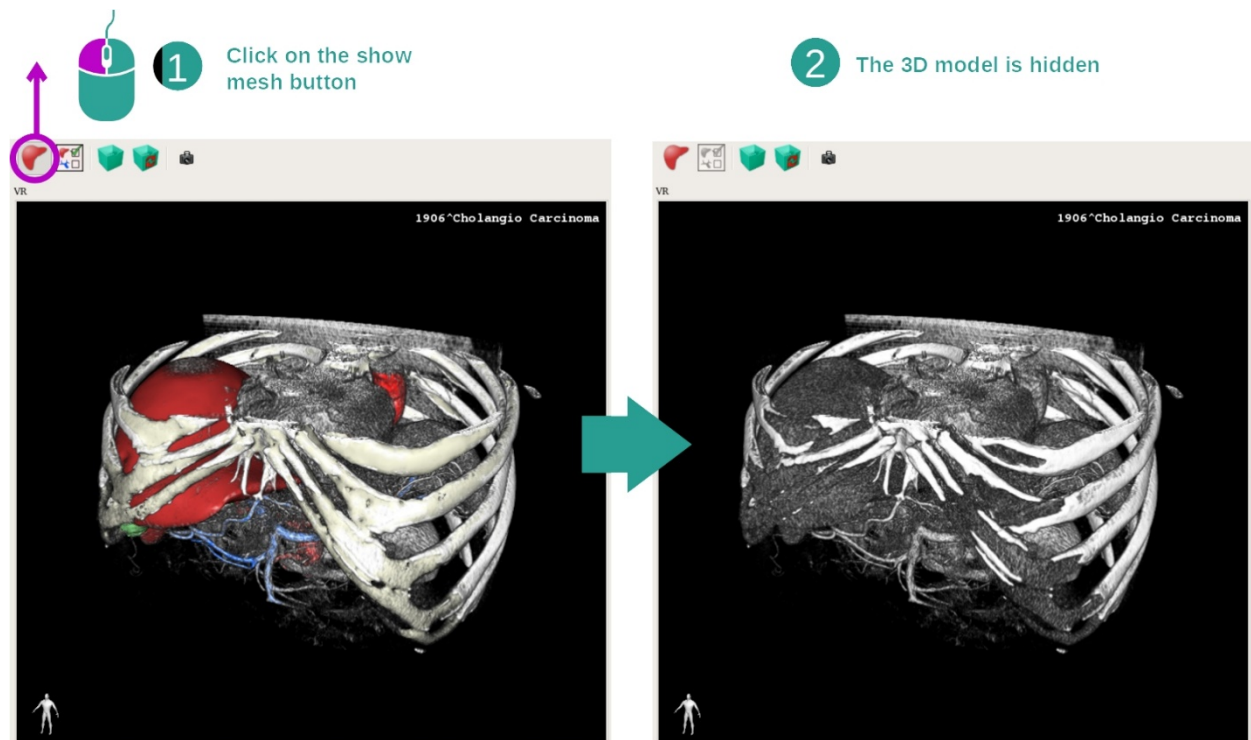 1
Click on the show
mesh button
2
The 3D model is hidden
VR
1906^Cholangio Carcinoma
VR
1906^Cholangio Carcinoma